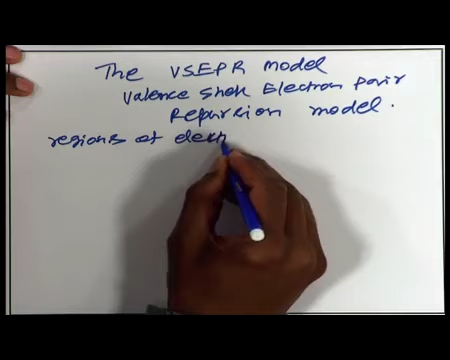 The VSEPR model
Valence Shell Electron Pair
Repulsion model.
regions of elect